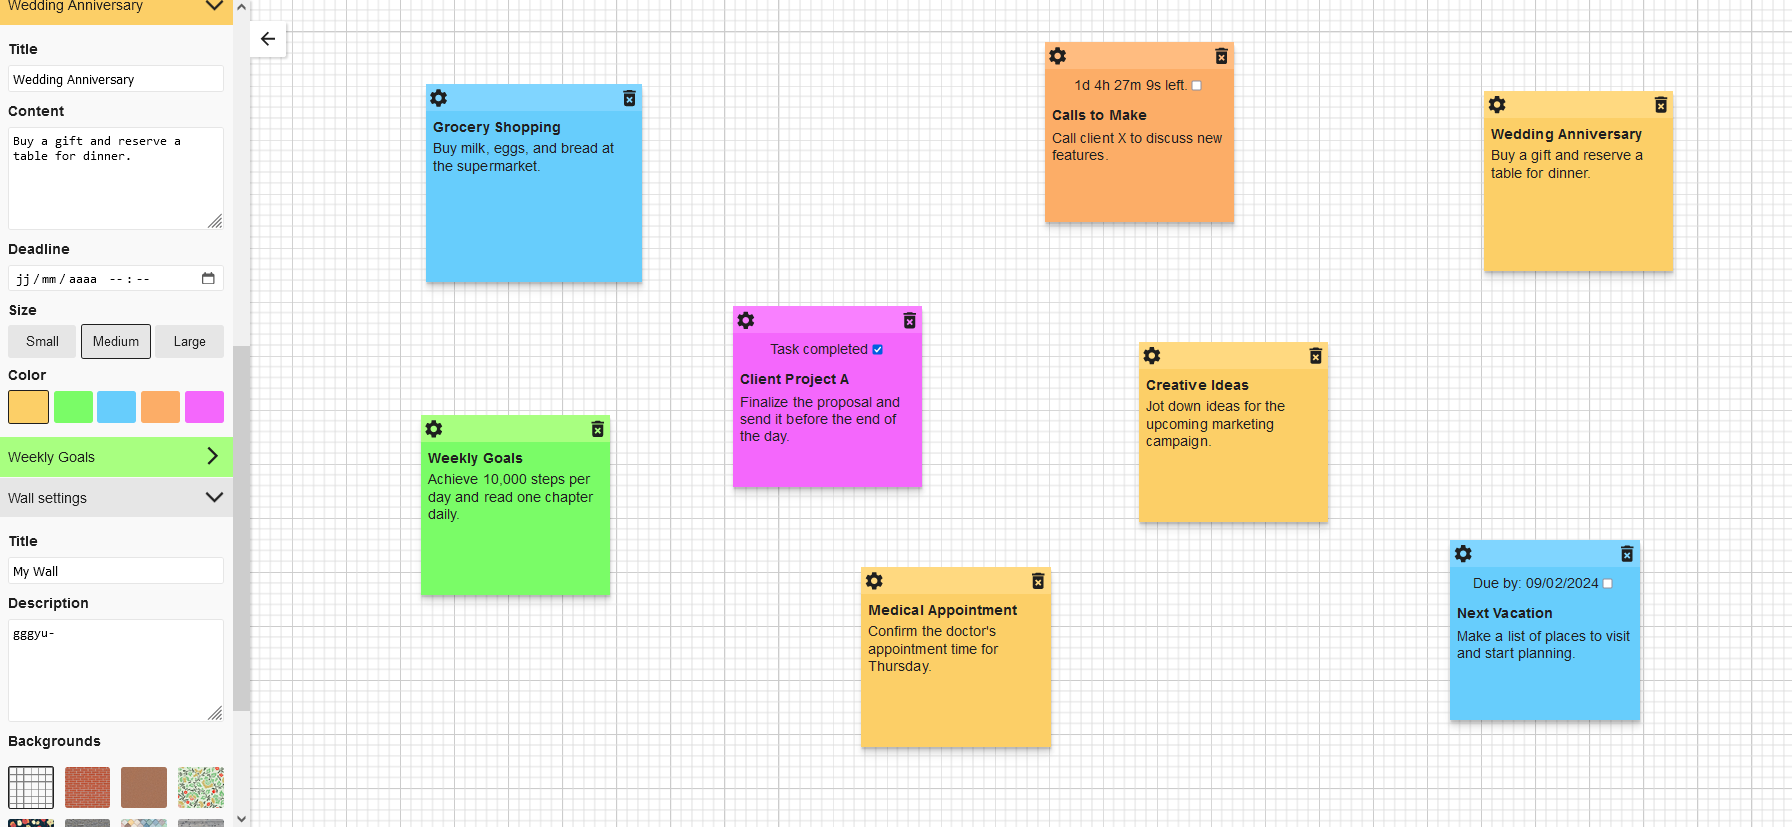 Wedding Anniversary
Title
Wedding Anniversary
Content
Buy a gift and reserve a
table for dinner.
Deadline
jj/mm/aaaa --:--
Size
Small Medium Large
Color
Weekly Goals
Wall settings
Title
My Wall
Description
gggyu-
Backgrounds
Grocery Shopping
Buy milk, eggs, and bread at
the supermarket.
1d 4h 27m 9s left.
Calls to Make
Call client X to discuss new
features.
Wedding Anniversary
Buy a gift and reserve a
table for dinner.
Task completed
Client Project A
Finalize the proposal and
send it before the end of
the day.
Creative Ideas
Jot down ideas for the
upcoming marketing
campaign.
Weekly Goals
Achieve 10,000 steps per
day and read one chapter
daily.
Medical Appointment
Confirm the doctor's
appointment time for
Thursday.
Due by: 09/02/2024
Next Vacation
Make a list of places to visit
and start planning.